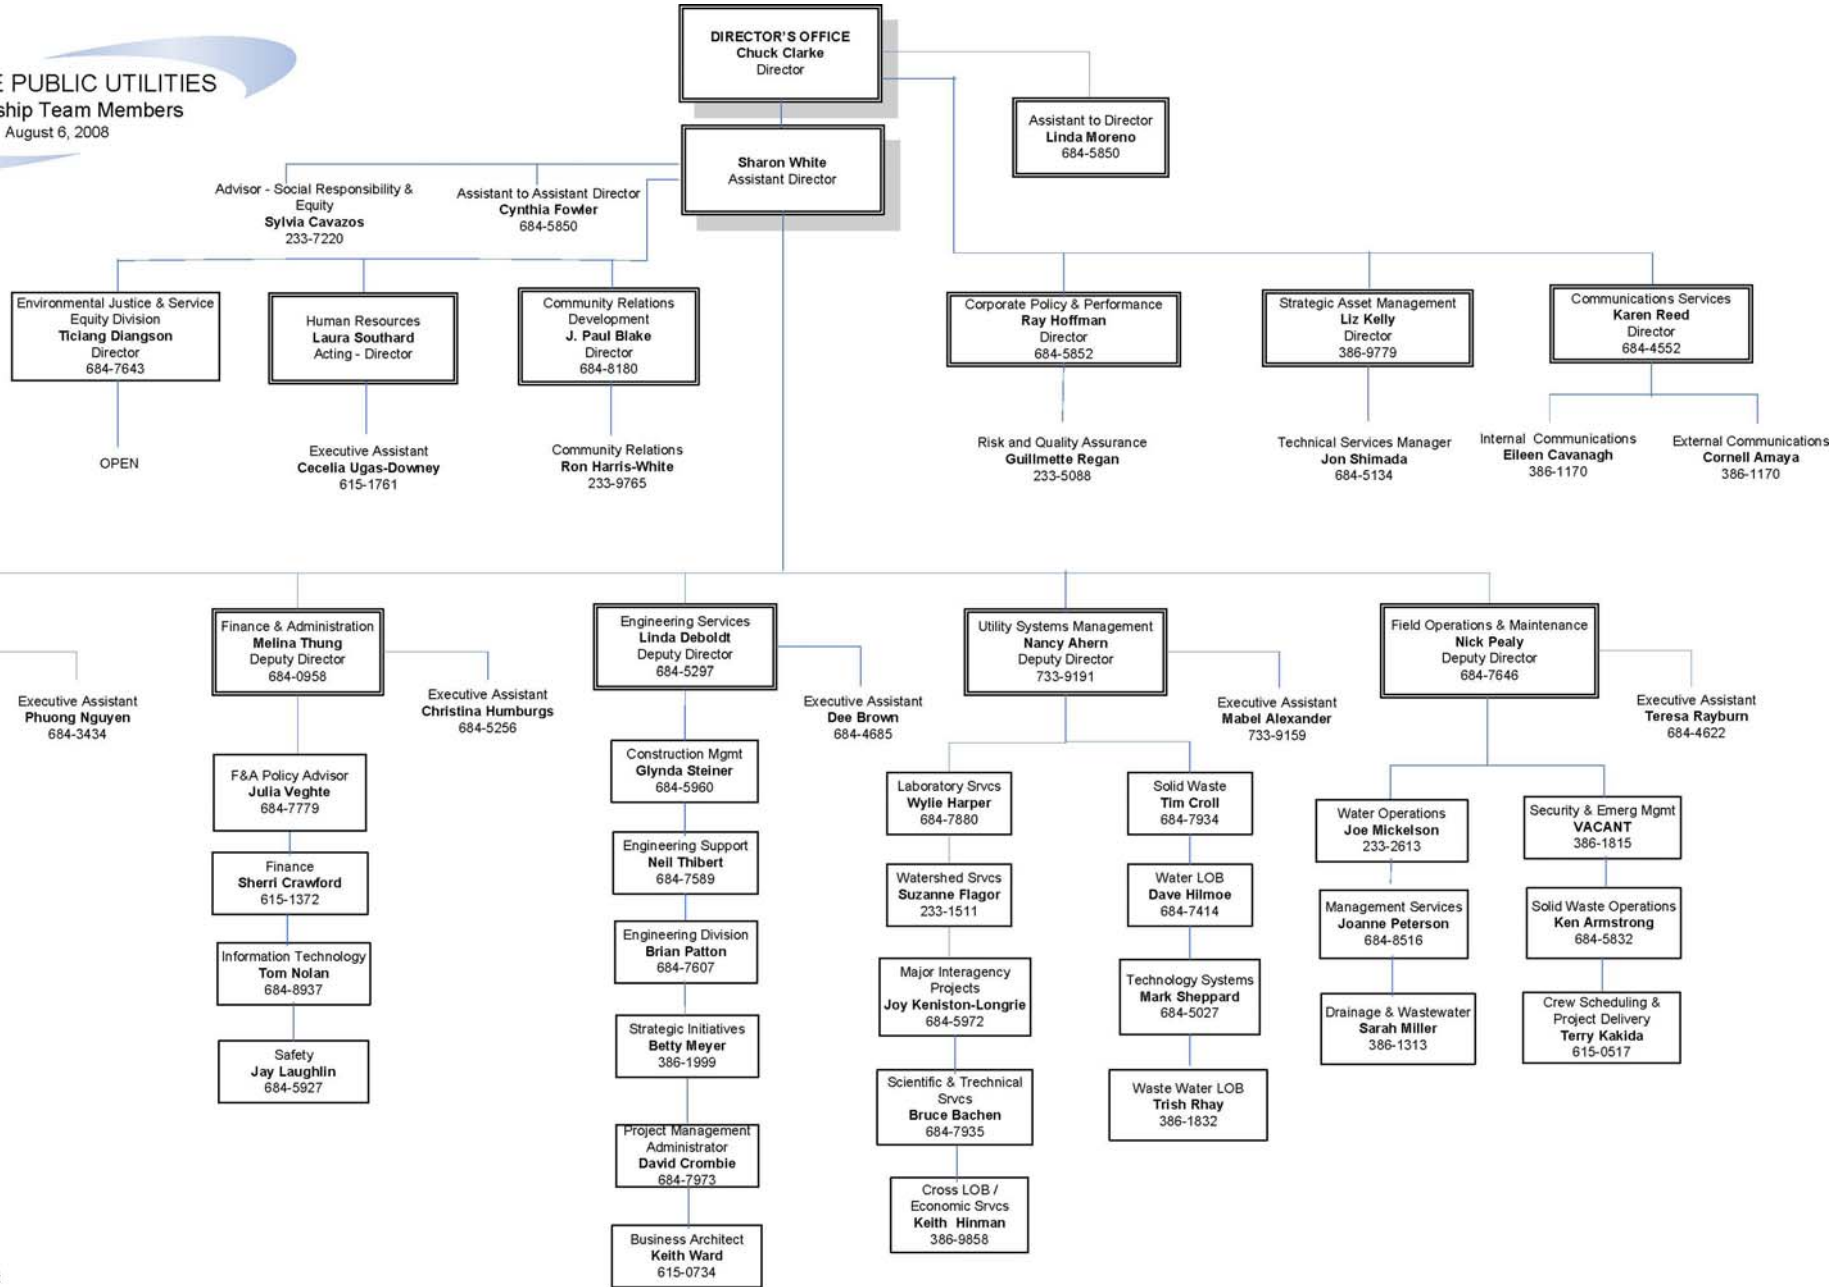 E PUBLIC UTILITIES
ship Team Members
August 6, 2008
DIRECTOR'S OFFICE
Chuck Clarke
Director
Assistant to Director
Linda Moreno
684-5850
Sharon White
Assistant Director
Advisor - Social Responsibility &
Equity
Sylvia Cavazos
233-7220
Assistant to Assistant Director
Cynthia Fowler
684-5850
Environmental Justice & Service
Equity Division
Ticiang Diangson
Director
684-7643
Human Resources
Laura Southard
Acting - Director
Community Relations
Development
J. Paul Blake
Director
684-8180
Corporate Policy & Performance
Ray Hoffman
Director
684-5852
Strategic Asset Management
Liz Kelly
Director
386-9779
Communications Services
Karen Reed
Director
684-4552
OPEN
Executive Assistant
Cecelia Ugas-Downey
615-1761
Community Relations
Ron Harris-White
233-9765
Risk and Quality Assurance
Guillmette Regan
233-5088
Technical Services Manager
Jon Shimada
684-5134
Internal Communications
Eileen Cavanagh
386-1170
External Communications
Cornell Amaya
386-1170
Executive Assistant
Phuong Nguyen
684-3434
Finance & Administration
Melina Thung
Deputy Director
684-0958
Executive Assistant
Christina Humburgs
684-5256
Engineering Services
Linda Deboldt
Deputy Director
684-5297
Executive Assistant
Dee Brown
684-4685
Utility Systems Management
Nancy Ahern
Deputy Director
733-9191
Executive Assistant
Mabel Alexander
733-9159
Field Operations & Maintenance
Nick Pealy
Deputy Director
684-7646
Executive Assistant
Teresa Rayburn
684-4622
F&A Policy Advisor
Julia Veghte
684-7779
Finance
Sherri Crawford
615-1372
Information Technology
Tom Nolan
684-8937
Safety
Jay Laughlin
684-5927
Construction Mgmt
Glynda Steiner
684-5960
Engineering Support
Neil Thibert
684-7589
Engineering Division
Brian Patton
684-7607
Strategic Initiatives
Betty Meyer
386-1999
Project Management
Administrator
David Crombie
684-7973
Business Architect
Keith Ward
615-0734
Laboratory Srvcs
Wylie Harper
684-7880
Watershed Srvcs
Suzanne Flagor
233-1511
Major Interagency
Projects
Joy Keniston-Longrie
684-5972
Scientific & Trechnical
Srvcs
Bruce Bachen
684-7935
Cross LOB /
Economic Srvcs
Keith Hinman
386-9858
Solid Waste
Tim Croll
684-7934
Water LOB
Dave Hilmoe
684-7414
Technology Systems
Mark Sheppard
684-5027
Waste Water LOB
Trish Rhay
386-1832
Water Operations
Joe Mickelson
233-2613
Management Services
Joanne Peterson
684-8516
Drainage & Wastewater
Sarah Miller
386-1313
Security & Emerg Mgmt
VACANT
386-1815
Solid Waste Operations
Ken Armstrong
684-5832
Crew Scheduling &
Project Delivery
Terry Kakida
615-0517